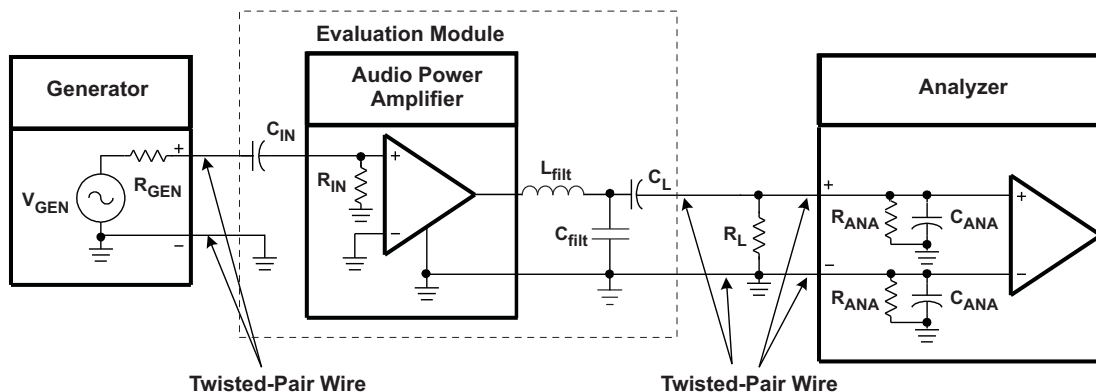 Evaluation Module
Generator
Audio Power
Amplifier
Analyzer
C_IN
+
R_GEN
V_GEN
−
+
R_IN
−
L_filt
C_L
C_filt
R_L
+
R_ANA
C_ANA
+
−
R_ANA
C_ANA
−
Twisted-Pair Wire
Twisted-Pair Wire